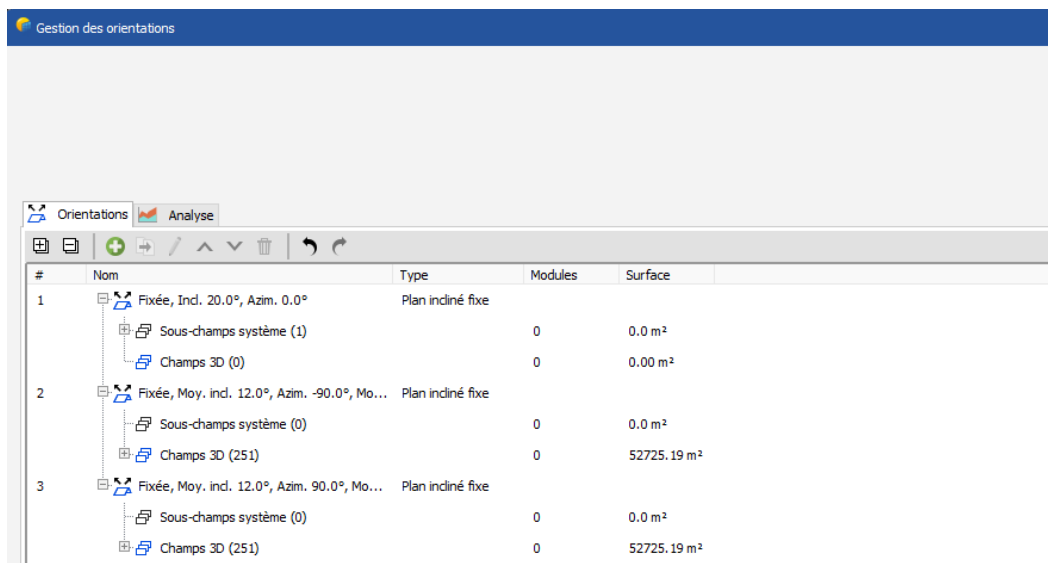 Gestion des orientations
Orientations Analyse
# Nom Type Modules Surface
1 Fixée, Incl. 20.0°, Azim. 0.0° Plan incliné fixe
Sous-champs système (1) 0 0.0 m²
Champs 3D (0) 0 0.00 m²
2 Fixée, Moy. incl. 12.0°, Azim. -90.0°, Mo... Plan incliné fixe
Sous-champs système (0) 0 0.0 m²
Champs 3D (251) 0 52725.19 m²
3 Fixée, Moy. incl. 12.0°, Azim. 90.0°, Mo... Plan incliné fixe
Sous-champs système (0) 0 0.0 m²
Champs 3D (251) 0 52725.19 m²